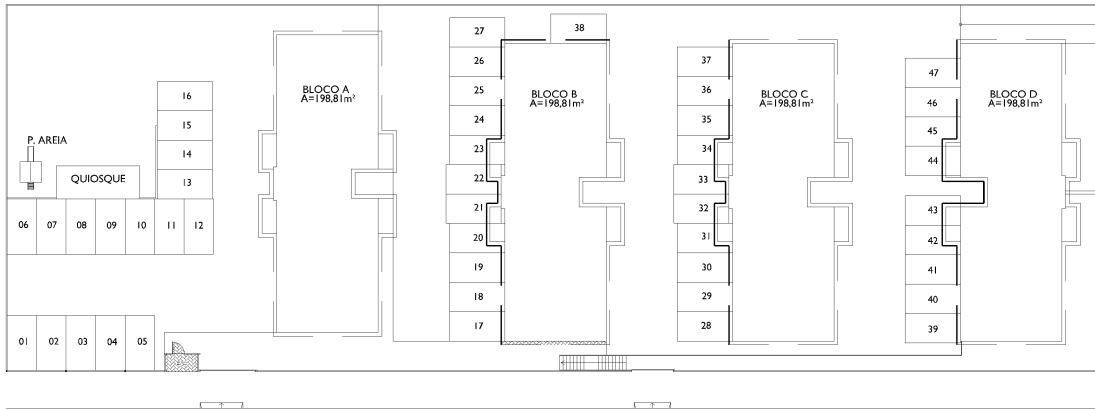 27
38
26
25
24
23
22
21
20
19
18
17
BLOCO A
A=198,81m²
BLOCO B
A=198,81m²
BLOCO C
A=198,81m²
BLOCO D
A=198,81m²
37
36
35
34
33
32
31
30
29
28
47
46
45
44
43
42
41
40
39
16
15
14
13
P. AREIA
QUIOSQUE
06 07 08 09 10 11 12
01 02 03 04 05